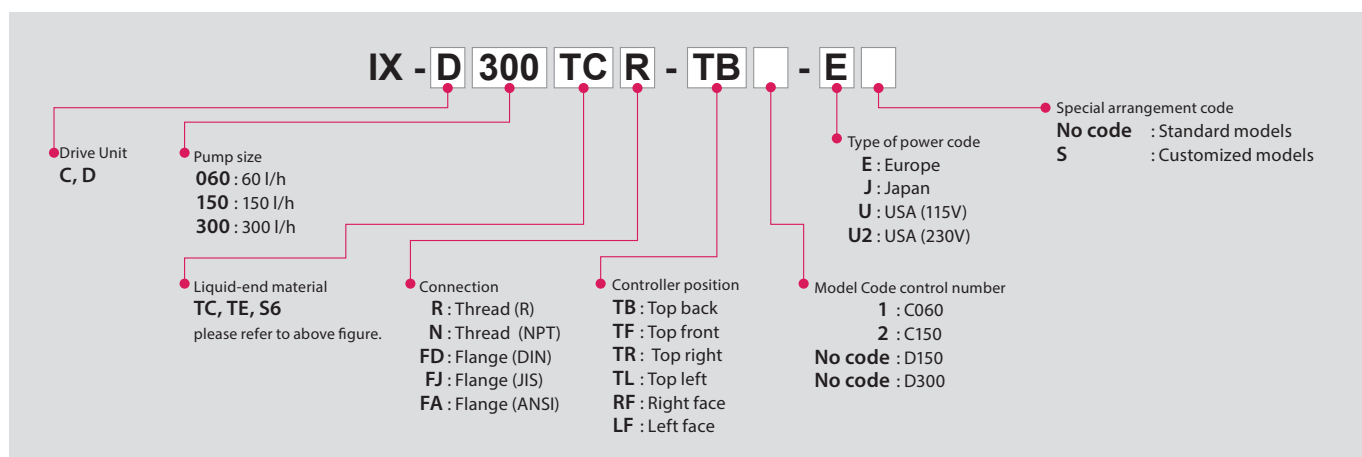 IX - D 300 TC R - TB - E
Drive Unit
C, D
Pump size
060 : 60 l/h
150 : 150 l/h
300 : 300 l/h
Liquid-end material
TC, TE, S6
please refer to above figure.
Connection
R : Thread (R)
N : Thread (NPT)
FD : Flange (DIN)
FJ : Flange (JIS)
FA : Flange (ANSI)
Controller position
TB : Top back
TF : Top front
TR : Top right
TL : Top left
RF : Right face
LF : Left face
Model Code control number
1 : C060
2 : C150
No code : D150
No code : D300
Type of power code
E : Europe
J : Japan
U : USA (115V)
U2 : USA (230V)
Special arrangement code
No code : Standard models
S : Customized models